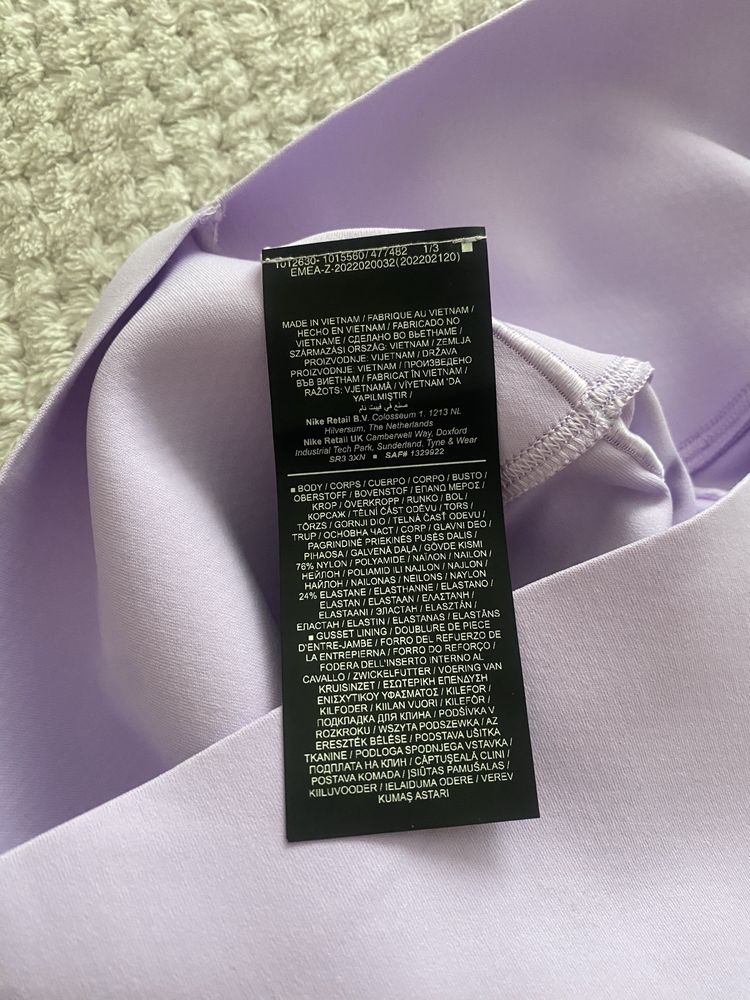 1012630- 1015560/ 477482 1/3
EMEA-Z-2022020032(202202120)
MADE IN VIETNAM / FABRIQUE AU VIETNAM /
HECHO EN VIETNAM / FABRICADO NO
VIETNAME / СДЕЛАНО ВО ВЬЕТНАМЕ /
SZÁRMAZÁSI ORSZÁG: VIETNAM / ZEMLJA
PROIZVODNJE: VIJETNAM / DRŽAVA
PROIZVODNJE: VIETNAM / ПРОИЗВЕДЕНО
ВЪВ ВИЕТНАМ / FABRICAT ÎN VIETNAM /
RAŽOTS: VJETNAMĀ / VİYETNAM 'DA
YAPILMIŞTIR /
صنع في فييت نام
Nike Retail B.V. Colosseum 1, 1213 NL
Hilversum, The Netherlands
Nike Retail UK Camberwell Way, Doxford
Industrial Tech Park, Sunderland, Tyne & Wear
SR3 3XN ■ SAF# 1329922
■ BODY / CORPS / CUERPO / CORPO / BUSTO /
OBERSTOFF / BOVENSTOF / ΕΠΑΝΩ ΜΕΡΟΣ /
KROP / ÖVERKROPP / RUNKO / BOL /
КОРСАЖ / TĚLNÍ ČÁST ODĚVU / TORS /
TÖRZS / GORNJI DIO / TELNÁ ČASŤ ODEVU /
TRUP / ОСНОВНА ЧАСТ / CORP / GLAVNI DEO /
PAGRINDINĖ PRIEKINĖS PUSĖS DALIS /
PIHAOSA / GALVENĀ DAĻA / GÖVDE KISMI
76% NYLON / POLYAMIDE / ΝΑΪΛΟΝ / NAILON /
НЕЙЛОН / POLIAMID ILI NAJLON / NAJLON /
НАЙЛОН / NAILONAS / NEILONS / NAYLON
24% ELASTANE / ELASTHANNE / ELASTANO /
ELASTAN / ELASTAAN / ΕΛΑΣΤΑΝΗ /
ELASTAANI / ЭЛАСТАН / ELASZTÁN /
ЕЛАСТАН / ELASTIN / ELASTANAS / ELASTĀNS
■ GUSSET LINING / DOUBLURE DE PIÈCE
D'ENTRE-JAMBE / FORRO DEL REFUERZO DE
LA ENTREPIERNA / FORRO DO REFORÇO /
FODERA DELL'INSERTO INTERNO AL
CAVALLO / ZWICKELFUTTER / VOERING VAN
KRUISINZET / ΕΣΩΤΕΡΙΚΗ ΕΠΕΝΔΥΣΗ
ΕΝΙΣΧΥΤΙΚΟΥ ΥΦΑΣΜΑΤΟΣ / KILEFOR /
KILFODER / KIILAN VUORI / KILEFÔR /
ПОДКЛАДКА ДЛЯ КЛИНА / PODŠÍVKA V
ROZKROKU / WSZYTA PODSZEWKA / AZ
ERESZTÉK BÉLÉSE / PODSTAVA UŠITKA
TKANINE / PODLOGA SPODNJEGA VSTAVKA /
ПОДПЛАТА НА КЛИН / CĂPTUŞEALĂ CLINI /
POSTAVA KOMADA / ĮSIŪTAS PAMUŠALAS /
KIILUVOODER / IELAIDUMA ODERE / VEREV
KUMAŞ ASTARI